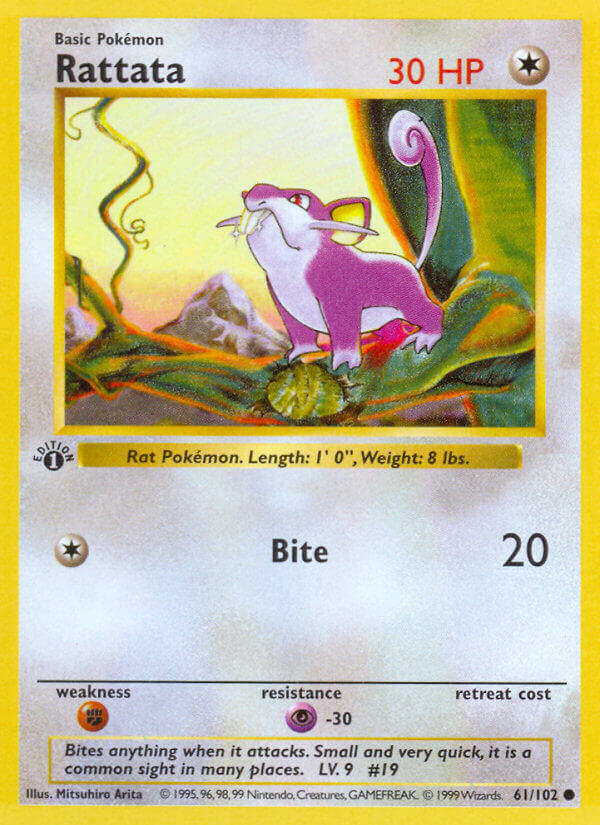 Basic Pokémon
Rattata 30 HP
EDITION 1
Rat Pokémon. Length: 1' 0", Weight: 8 lbs.
Bite 20
weakness resistance retreat cost
-30
Bites anything when it attacks. Small and very quick, it is a
common sight in many places. LV. 9 #19
Illus. Mitsuhiro Arita © 1995, 96, 98, 99 Nintendo, Creatures, GAMEFREAK. © 1999 Wizards. 61/102